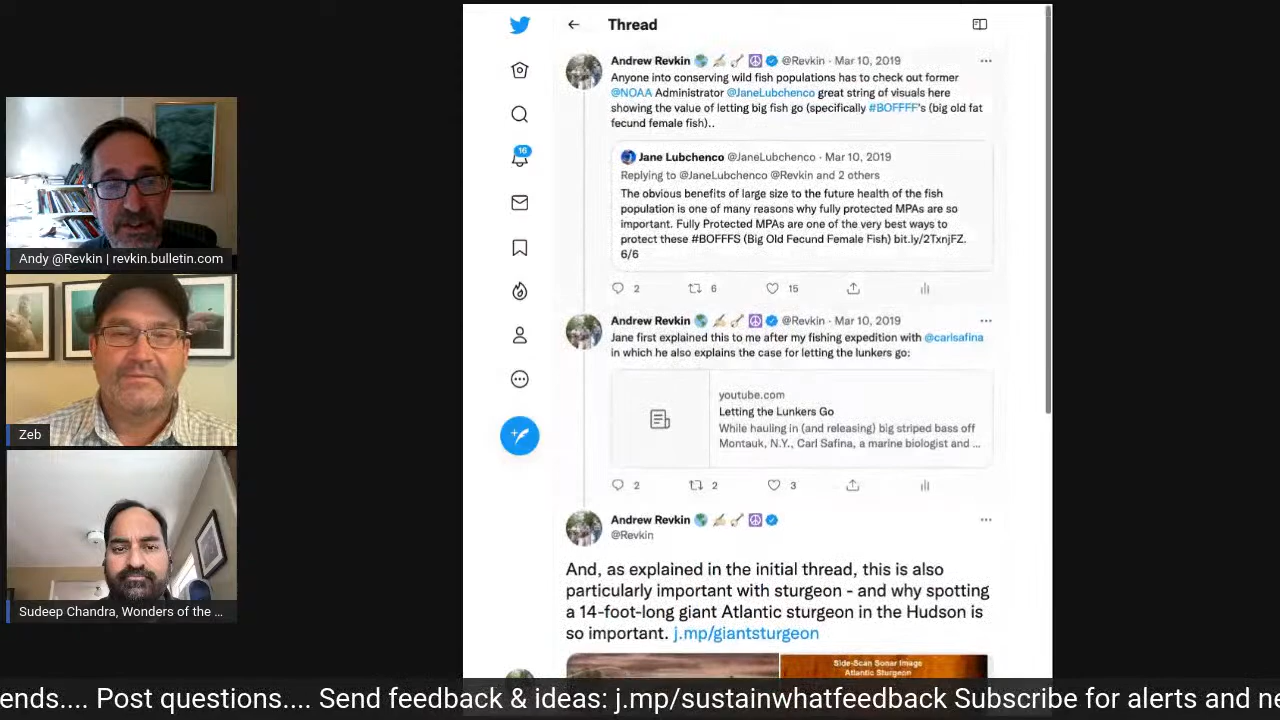 Thread
Andrew Revkin @Revkin · Mar 10, 2019
Anyone into conserving wild fish populations has to check out former
@NOAA Administrator @JaneLubchenco great string of visuals here
showing the value of letting big fish go (specifically #BOFFFF's (big old fat
fecund female fish)..
Jane Lubchenco @JaneLubchenco · Mar 10, 2019
Replying to @JaneLubchenco @Revkin and 2 others
The obvious benefits of large size to the future health of the fish
population is one of many reasons why fully protected MPAs are so
important. Fully Protected MPAs are one of the very best ways to
protect these #BOFFFS (Big Old Fecund Female Fish) bit.ly/2TxnjFZ.
6/6
2 6 15
16
Andrew Revkin @Revkin · Mar 10, 2019
Jane first explained this to me after my fishing expedition with @carlsafina
in which he also explains the case for letting the lunkers go:
youtube.com
Letting the Lunkers Go
While hauling in (and releasing) big striped bass off
Montauk, N.Y., Carl Safina, a marine biologist and ...
2 2 3
Andrew Revkin
@Revkin
And, as explained in the initial thread, this is also
particularly important with sturgeon - and why spotting
a 14-foot-long giant Atlantic sturgeon in the Hudson is
so important. j.mp/giantsturgeon
Side-Scan Sonar Image
Atlantic Sturgeon
Andy @Revkin | revkin.bulletin.com
Zeb
Sudeep Chandra, Wonders of the ...
ends.... Post questions.... Send feedback & ideas: j.mp/sustainwhatfeedback Subscribe for alerts and ne